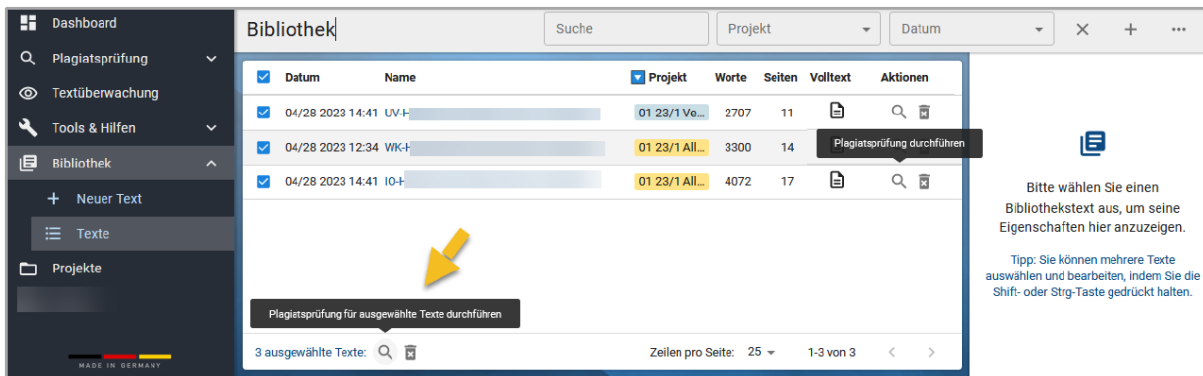 Dashboard
Plagiatsprüfung
Textüberwachung
Tools & Hilfen
Bibliothek
Neuer Text
Texte
Projekte
MADE IN GERMANY
Bibliothek
Suche
Projekt
Datum
Datum Name Projekt Worte Seiten Volltext Aktionen
04/28 2023 14:41 UV-H 01 23/1 Ve... 2707 11
04/28 2023 12:34 WK-H 01 23/1 All... 3300 14
Plagiatsprüfung durchführen
04/28 2023 14:41 IO-H 01 23/1 All... 4072 17
Plagietsprüfung für ausgewählte Texte durchführen
3 ausgewählte Texte:
Zeilen pro Seite: 25
1-3 von 3
Bitte wählen Sie einen
Bibliothekstext aus, um seine
Eigenschaften hier anzuzeigen.
Tipp: Sie können mehrere Texte
auswählen und bearbeiten, indem Sie die
Shift- oder Strg-Taste gedrückt halten.